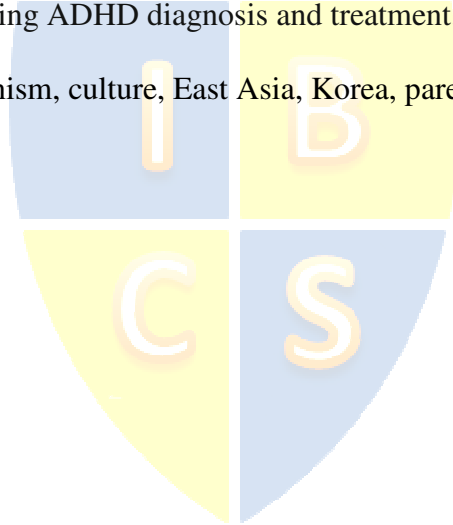 ing ADHD diagnosis and treatment
nism, culture, East Asia, Korea, pare
I B
C S